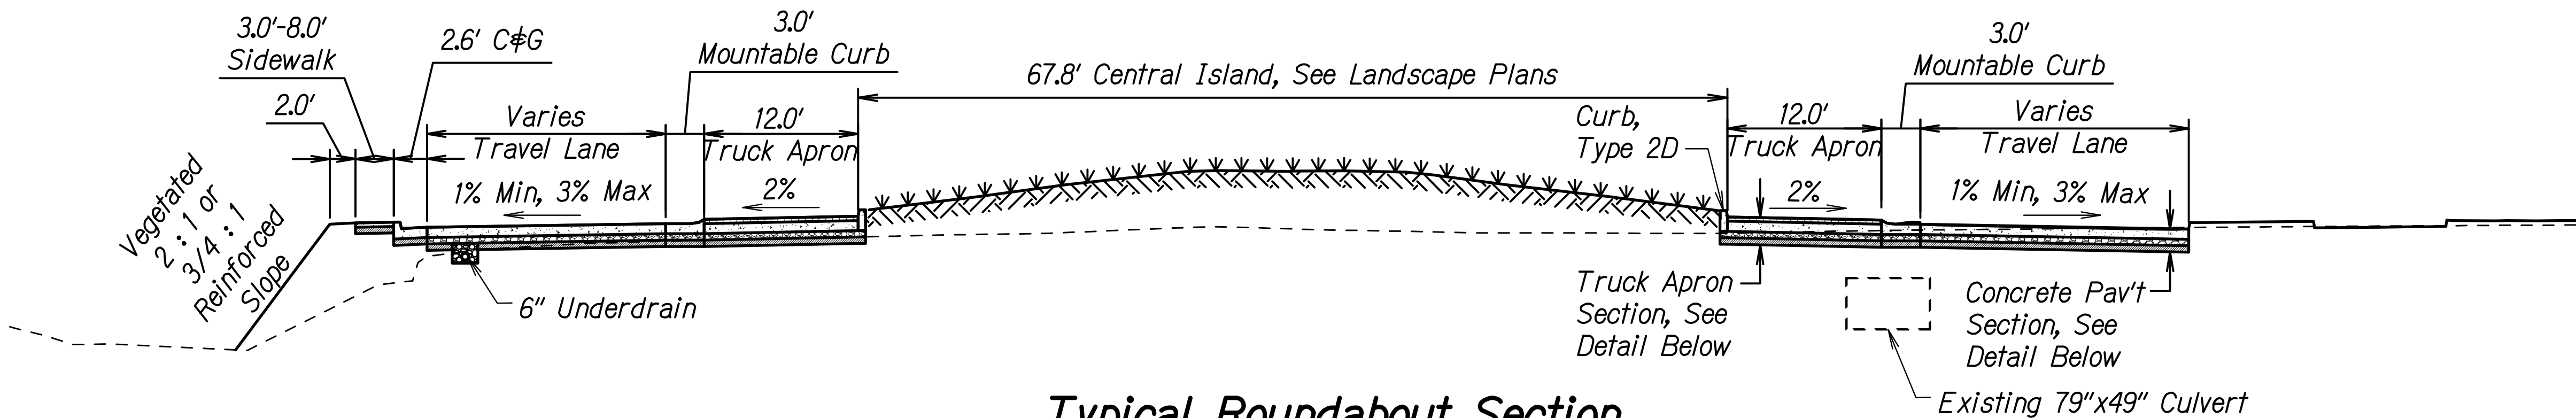 3.0'-8.0'
Sidewalk
2.6' C&G
3.0'
Mountable Curb
67.8' Central Island, See Landscape Plans
3.0'
Mountable Curb
2.0'
Varies
Travel Lane
12.0'
Truck Apron
Curb,
Type 2D
12.0'
Truck Apron
Varies
Travel Lane
1% Min, 3% Max
2%
2%
1% Min, 3% Max
Vegetated
2 : 1 or
3/4 : 1
Reinforced
Slope
6" Underdrain
Truck Apron
Section, See
Detail Below
Concrete Pav't
Section, See
Detail Below
Existing 79"x49" Culvert
Typical Roundabout Section